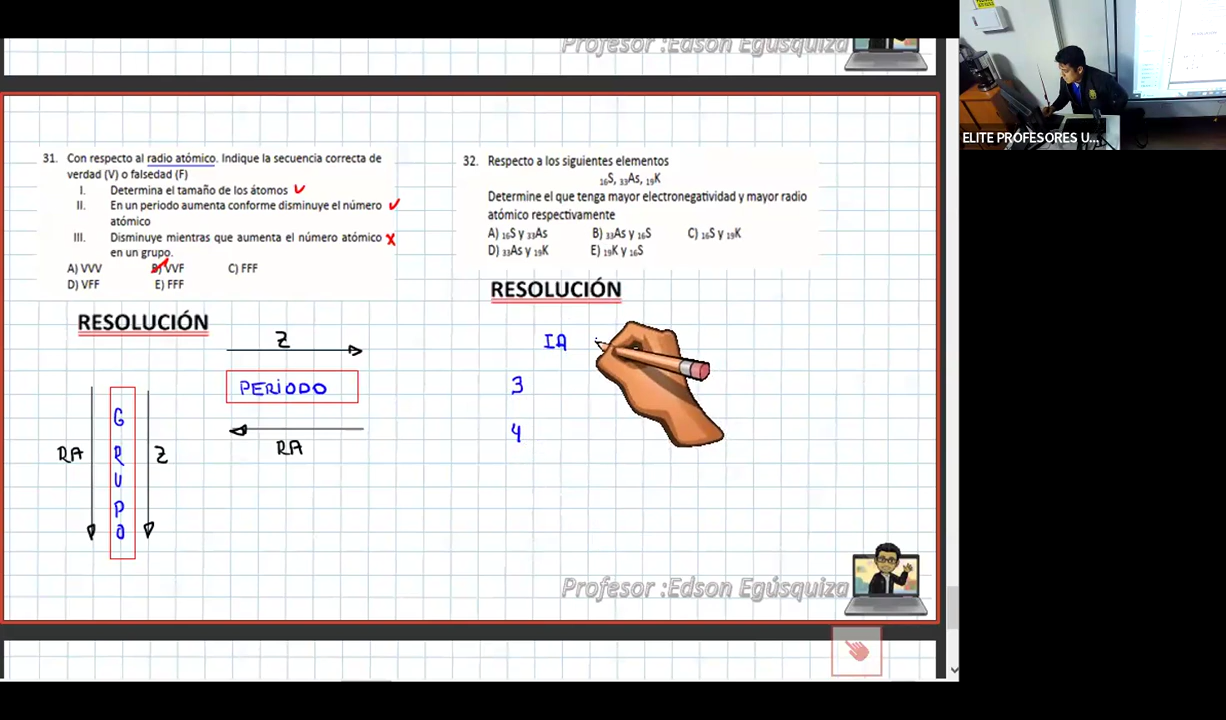 Profesor :Edson Egúsquiza
ELITE PROFESORES U...
31. Con respecto al radio atómico. Indique la secuencia correcta de
verdad (V) o falsedad (F)
I. Determina el tamaño de los átomos
II. En un periodo aumenta conforme disminuye el número
atómico
III. Disminuye mientras que aumenta el número atómico
en un grupo.
A) VVV B) VVF C) FFF
D) VFF E) FFF
RESOLUCIÓN
Z
PERIODO
RA
RA
GRUPO
Z
32. Respecto a los siguientes elementos
₁₆S, ₃₃As, ₁₉K
Determine el que tenga mayor electronegatividad y mayor radio
atómico respectivamente
A) ₁₆S y ₃₃As B) ₃₃As y ₁₆S C) ₁₆S y ₁₉K
D) ₃₃As y ₁₉K E) ₁₉K y ₁₆S
RESOLUCIÓN
IA
3
4
Profesor :Edson Egúsquiza